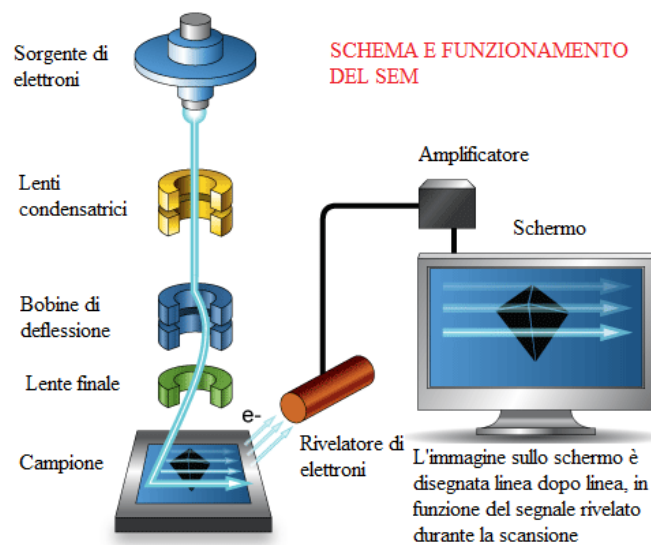 SCHEMA E FUNZIONAMENTO
DEL SEM
Sorgente di
elettroni
Lenti
condensatrici
Bobine di
deflessione
Lente finale
Campione
e-
Rivelatore di
elettroni
Amplificatore
Schermo
L'immagine sullo schermo è
disegnata linea dopo linea, in
funzione del segnale rivelato
durante la scansione